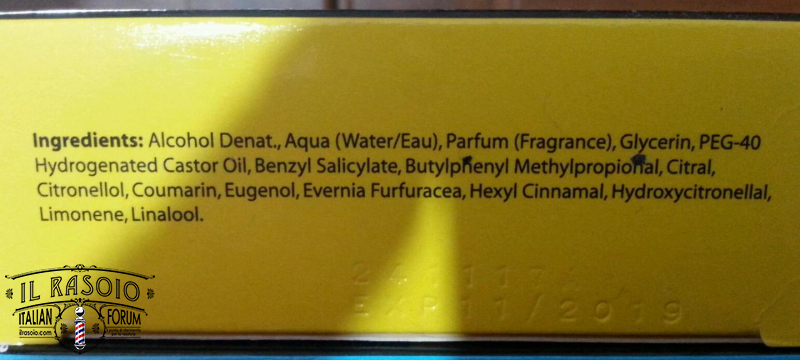 Ingredients: Alcohol Denat., Aqua (Water/Eau), Parfum (Fragrance), Glycerin, PEG-40
Hydrogenated Castor Oil, Benzyl Salicylate, Butylphenyl Methylpropional, Citral,
Citronellol, Coumarin, Eugenol, Evernia Furfuracea, Hexyl Cinnamal, Hydroxycitronellal,
Limonene, Linalool.
EXP 11/2019
IL RASOIO
ITALIAN FORUM
ilrasoio.com